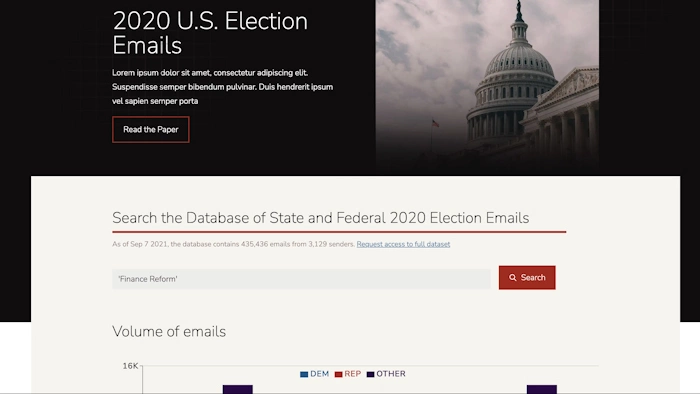 2020 U.S. Election
Emails
Lorem ipsum dolor sit amet, consectetur adipiscing elit.
Suspendisse semper bibendum pulvinar. Duis hendrerit ipsum
vel sapien semper porta
Read the Paper
Search the Database of State and Federal 2020 Election Emails
As of Sep 7 2021, the database contains 435,436 emails from 3,129 senders. Request access to full dataset
'Finance Reform'
Search
Volume of emails
16K
DEM REP OTHER